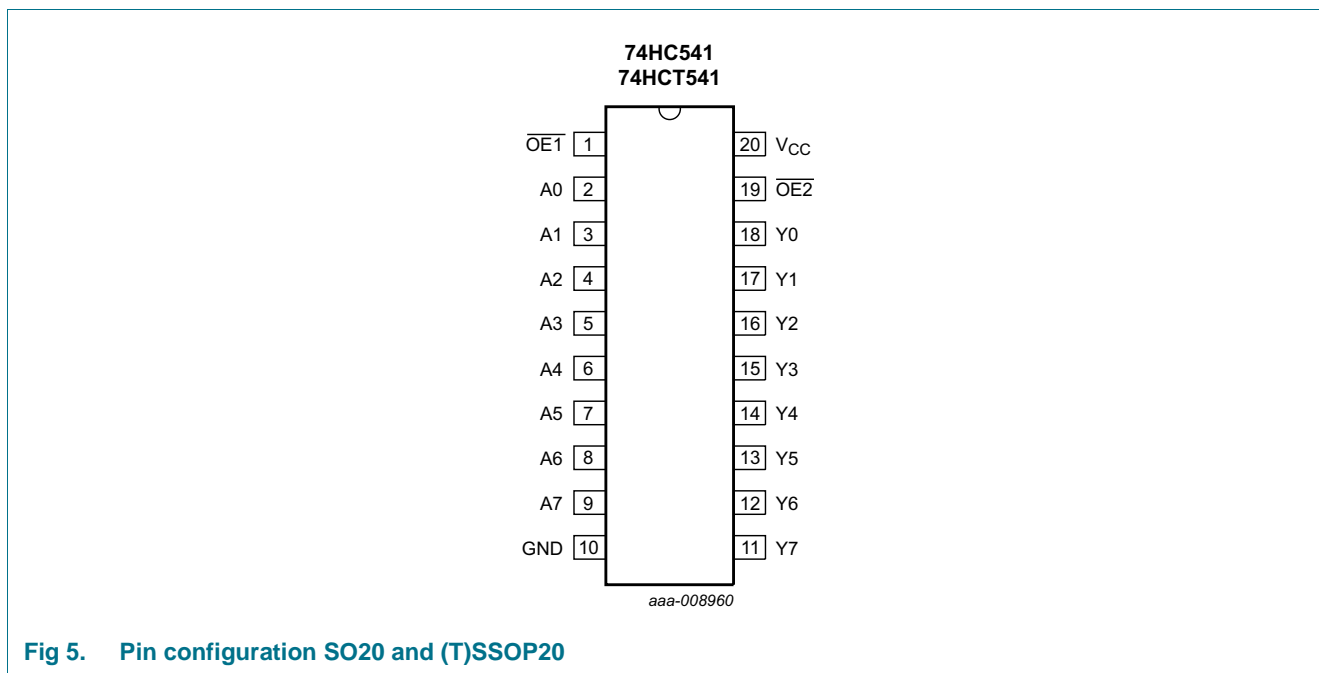 74HC541
74HCT541
O̅E̅1̅ 1 20 VCC
A0 2 19 O̅E̅2̅
A1 3 18 Y0
A2 4 17 Y1
A3 5 16 Y2
A4 6 15 Y3
A5 7 14 Y4
A6 8 13 Y5
A7 9 12 Y6
GND 10 11 Y7
aaa-008960
Fig 5. Pin configuration SO20 and (T)SSOP20